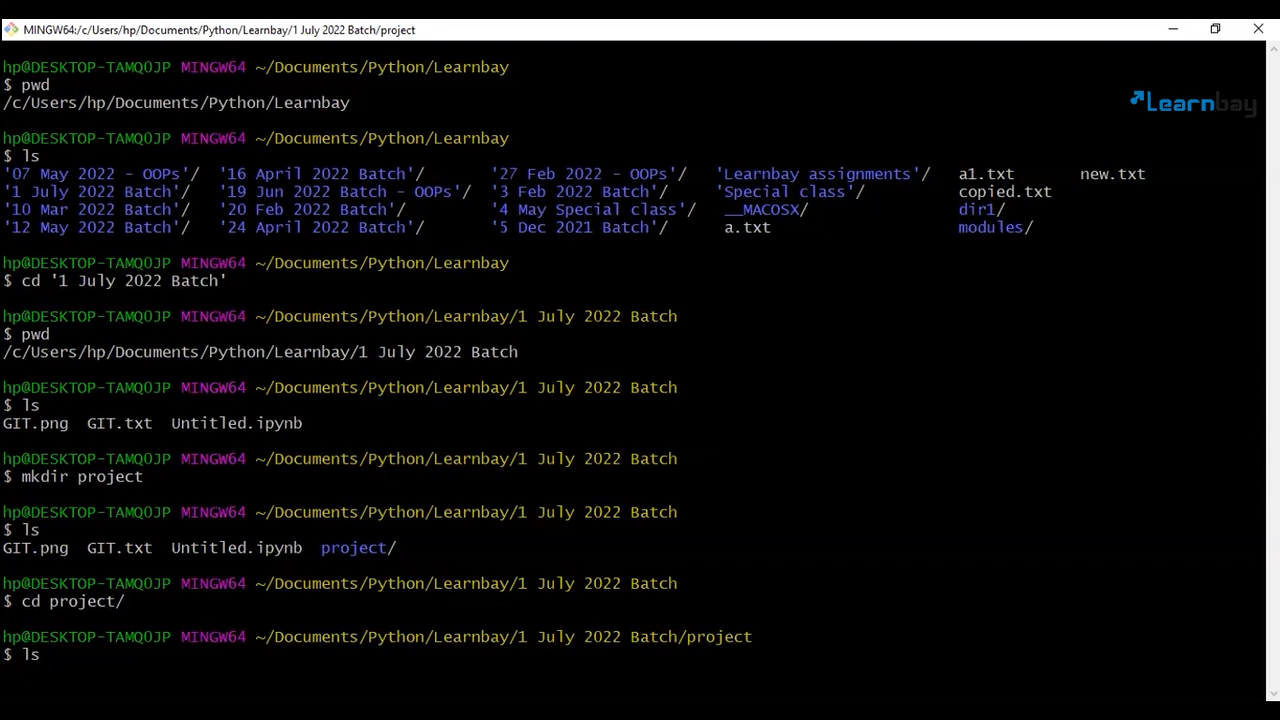 MINGW64:/c/Users/hp/Documents/Python/Learnbay/1 July 2022 Batch/project
hp@DESKTOP-TAMQOJP MINGW64 ~/Documents/Python/Learnbay
$ pwd
/c/Users/hp/Documents/Python/Learnbay
Learnbay
hp@DESKTOP-TAMQOJP MINGW64 ~/Documents/Python/Learnbay
$ ls
'07 May 2022 - OOPs'/  '16 April 2022 Batch'/  '27 Feb 2022 - OOPs'/  'Learnbay assignments'/  a1.txt  new.txt
'1 July 2022 Batch'/  '19 Jun 2022 Batch - OOPs'/  '3 Feb 2022 Batch'/  'Special class'/  copied.txt
'10 Mar 2022 Batch'/  '20 Feb 2022 Batch'/  '4 May Special class'/  __MACOSX/  dir1/
'12 May 2022 Batch'/  '24 April 2022 Batch'/  '5 Dec 2021 Batch'/  a.txt  modules/
hp@DESKTOP-TAMQOJP MINGW64 ~/Documents/Python/Learnbay
$ cd '1 July 2022 Batch'
hp@DESKTOP-TAMQOJP MINGW64 ~/Documents/Python/Learnbay/1 July 2022 Batch
$ pwd
/c/Users/hp/Documents/Python/Learnbay/1 July 2022 Batch
hp@DESKTOP-TAMQOJP MINGW64 ~/Documents/Python/Learnbay/1 July 2022 Batch
$ ls
GIT.png  GIT.txt  Untitled.ipynb
hp@DESKTOP-TAMQOJP MINGW64 ~/Documents/Python/Learnbay/1 July 2022 Batch
$ mkdir project
hp@DESKTOP-TAMQOJP MINGW64 ~/Documents/Python/Learnbay/1 July 2022 Batch
$ ls
GIT.png  GIT.txt  Untitled.ipynb  project/
hp@DESKTOP-TAMQOJP MINGW64 ~/Documents/Python/Learnbay/1 July 2022 Batch
$ cd project/
hp@DESKTOP-TAMQOJP MINGW64 ~/Documents/Python/Learnbay/1 July 2022 Batch/project
$ ls